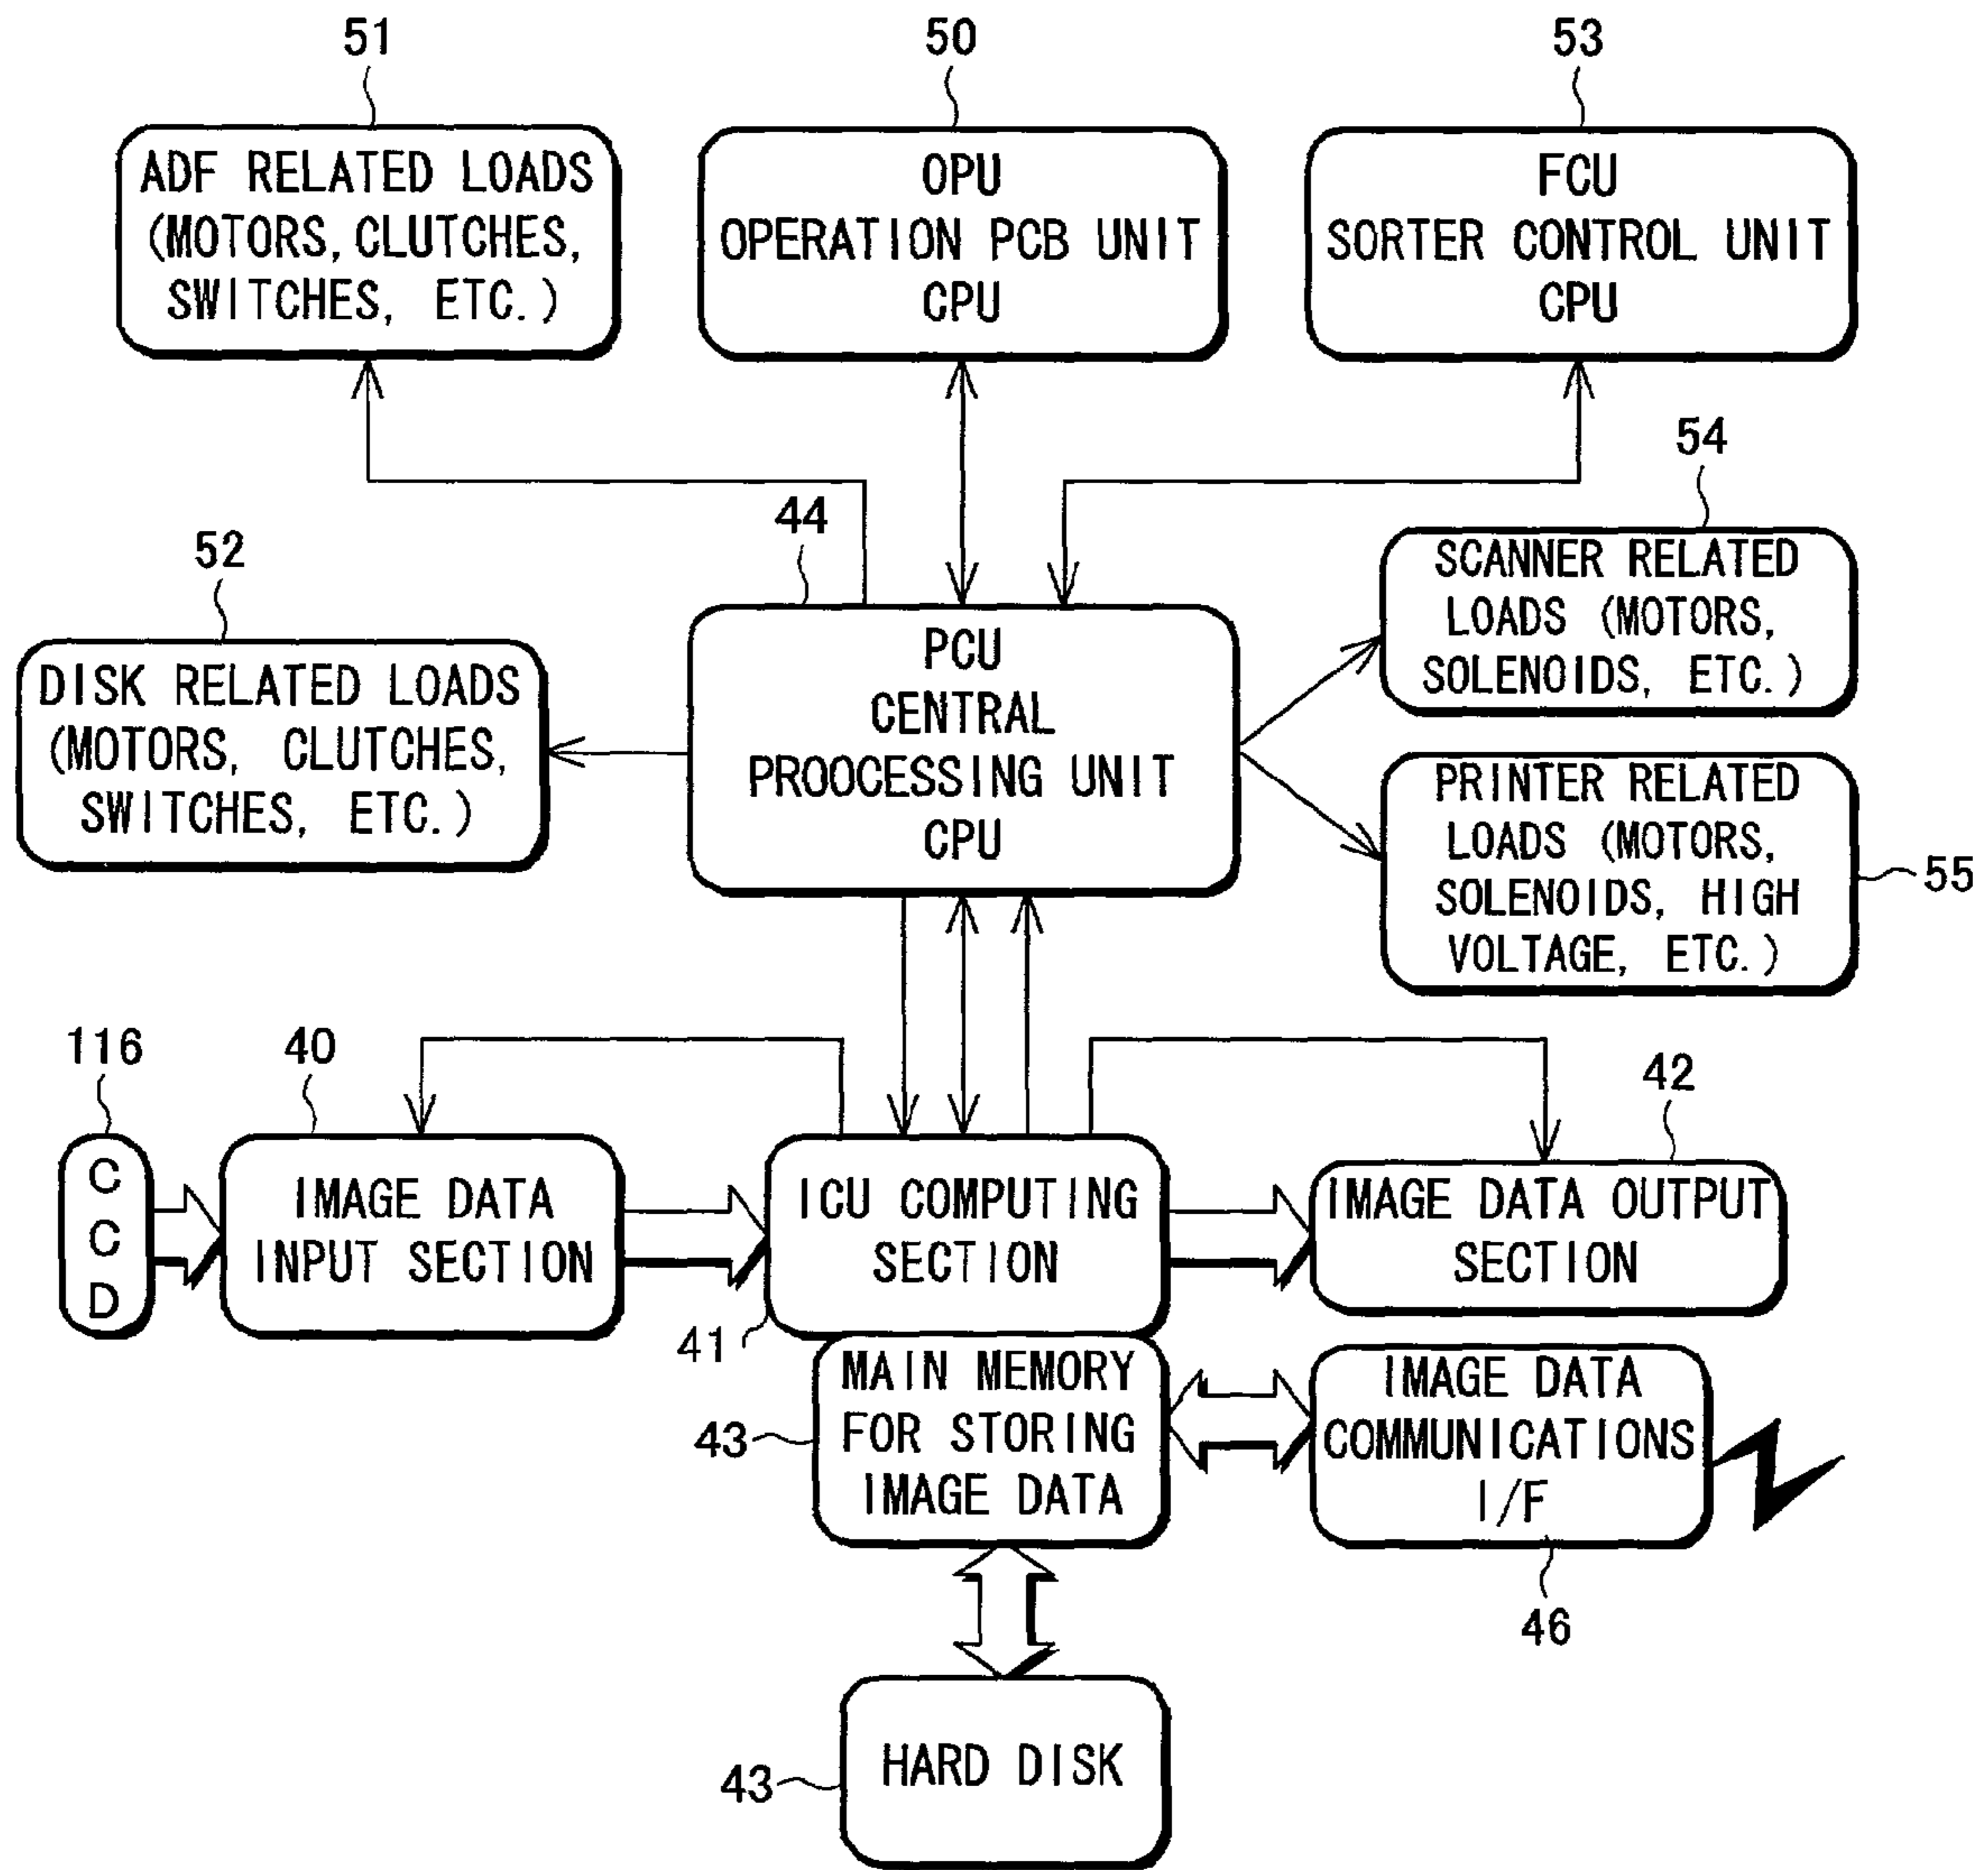 51
50
53
ADF RELATED LOADS
(MOTORS, CLUTCHES,
SWITCHES, ETC.)
OPU
OPERATION PCB UNIT
CPU
FCU
SORTER CONTROL UNIT
CPU
54
44
52
SCANNER RELATED
LOADS (MOTORS,
SOLENOIDS, ETC.)
DISK RELATED LOADS
(MOTORS, CLUTCHES,
SWITCHES, ETC.)
PCU
CENTRAL
PROOCESSING UNIT
CPU
PRINTER RELATED
LOADS (MOTORS,
SOLENOIDS, HIGH
VOLTAGE, ETC.)
55
116
40
42
C
C
D
IMAGE DATA
INPUT SECTION
ICU COMPUTING
SECTION
IMAGE DATA OUTPUT
SECTION
41
MAIN MEMORY
FOR STORING
IMAGE DATA
43
IMAGE DATA
COMMUNICATIONS
I/F
46
HARD DISK
43